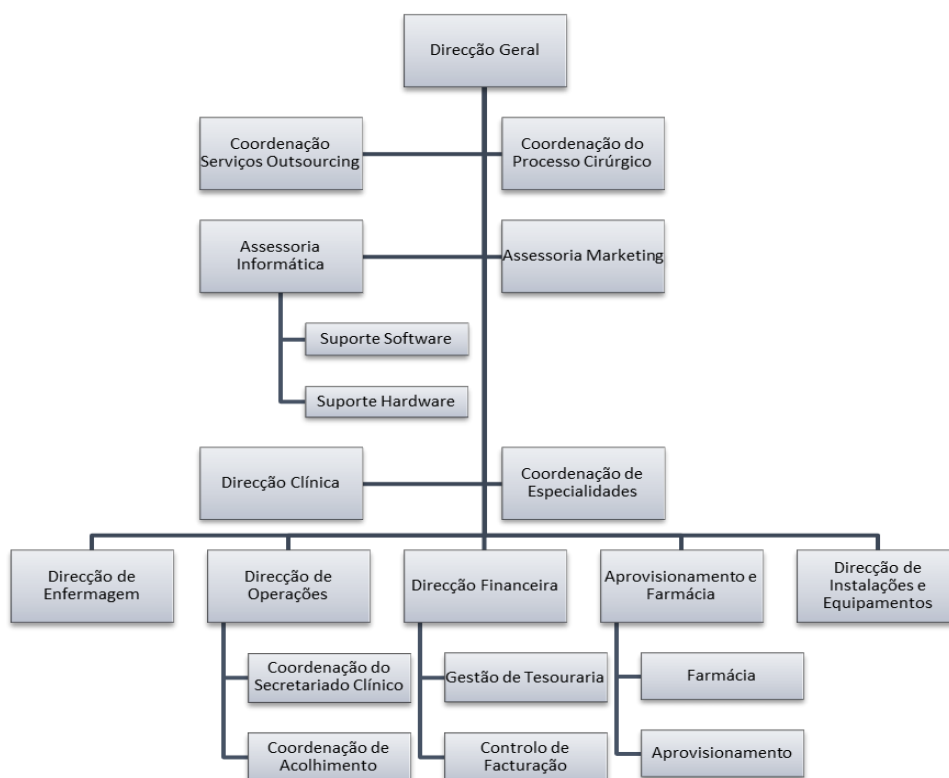 Direcção Geral
Coordenação
Serviços Outsourcing
Coordenação do
Processo Cirúrgico
Assessoria
Informática
Assessoria Marketing
Suporte Software
Suporte Hardware
Direcção Clínica
Coordenação de
Especialidades
Direcção de
Enfermagem
Direcção de
Operações
Direcção Financeira
Aprovisionamento e
Farmácia
Direcção de
Instalações e
Equipamentos
Coordenação do
Secretariado Clínico
Gestão de Tesouraria
Farmácia
Coordenação de
Acolhimento
Controlo de
Facturação
Aprovisionamento